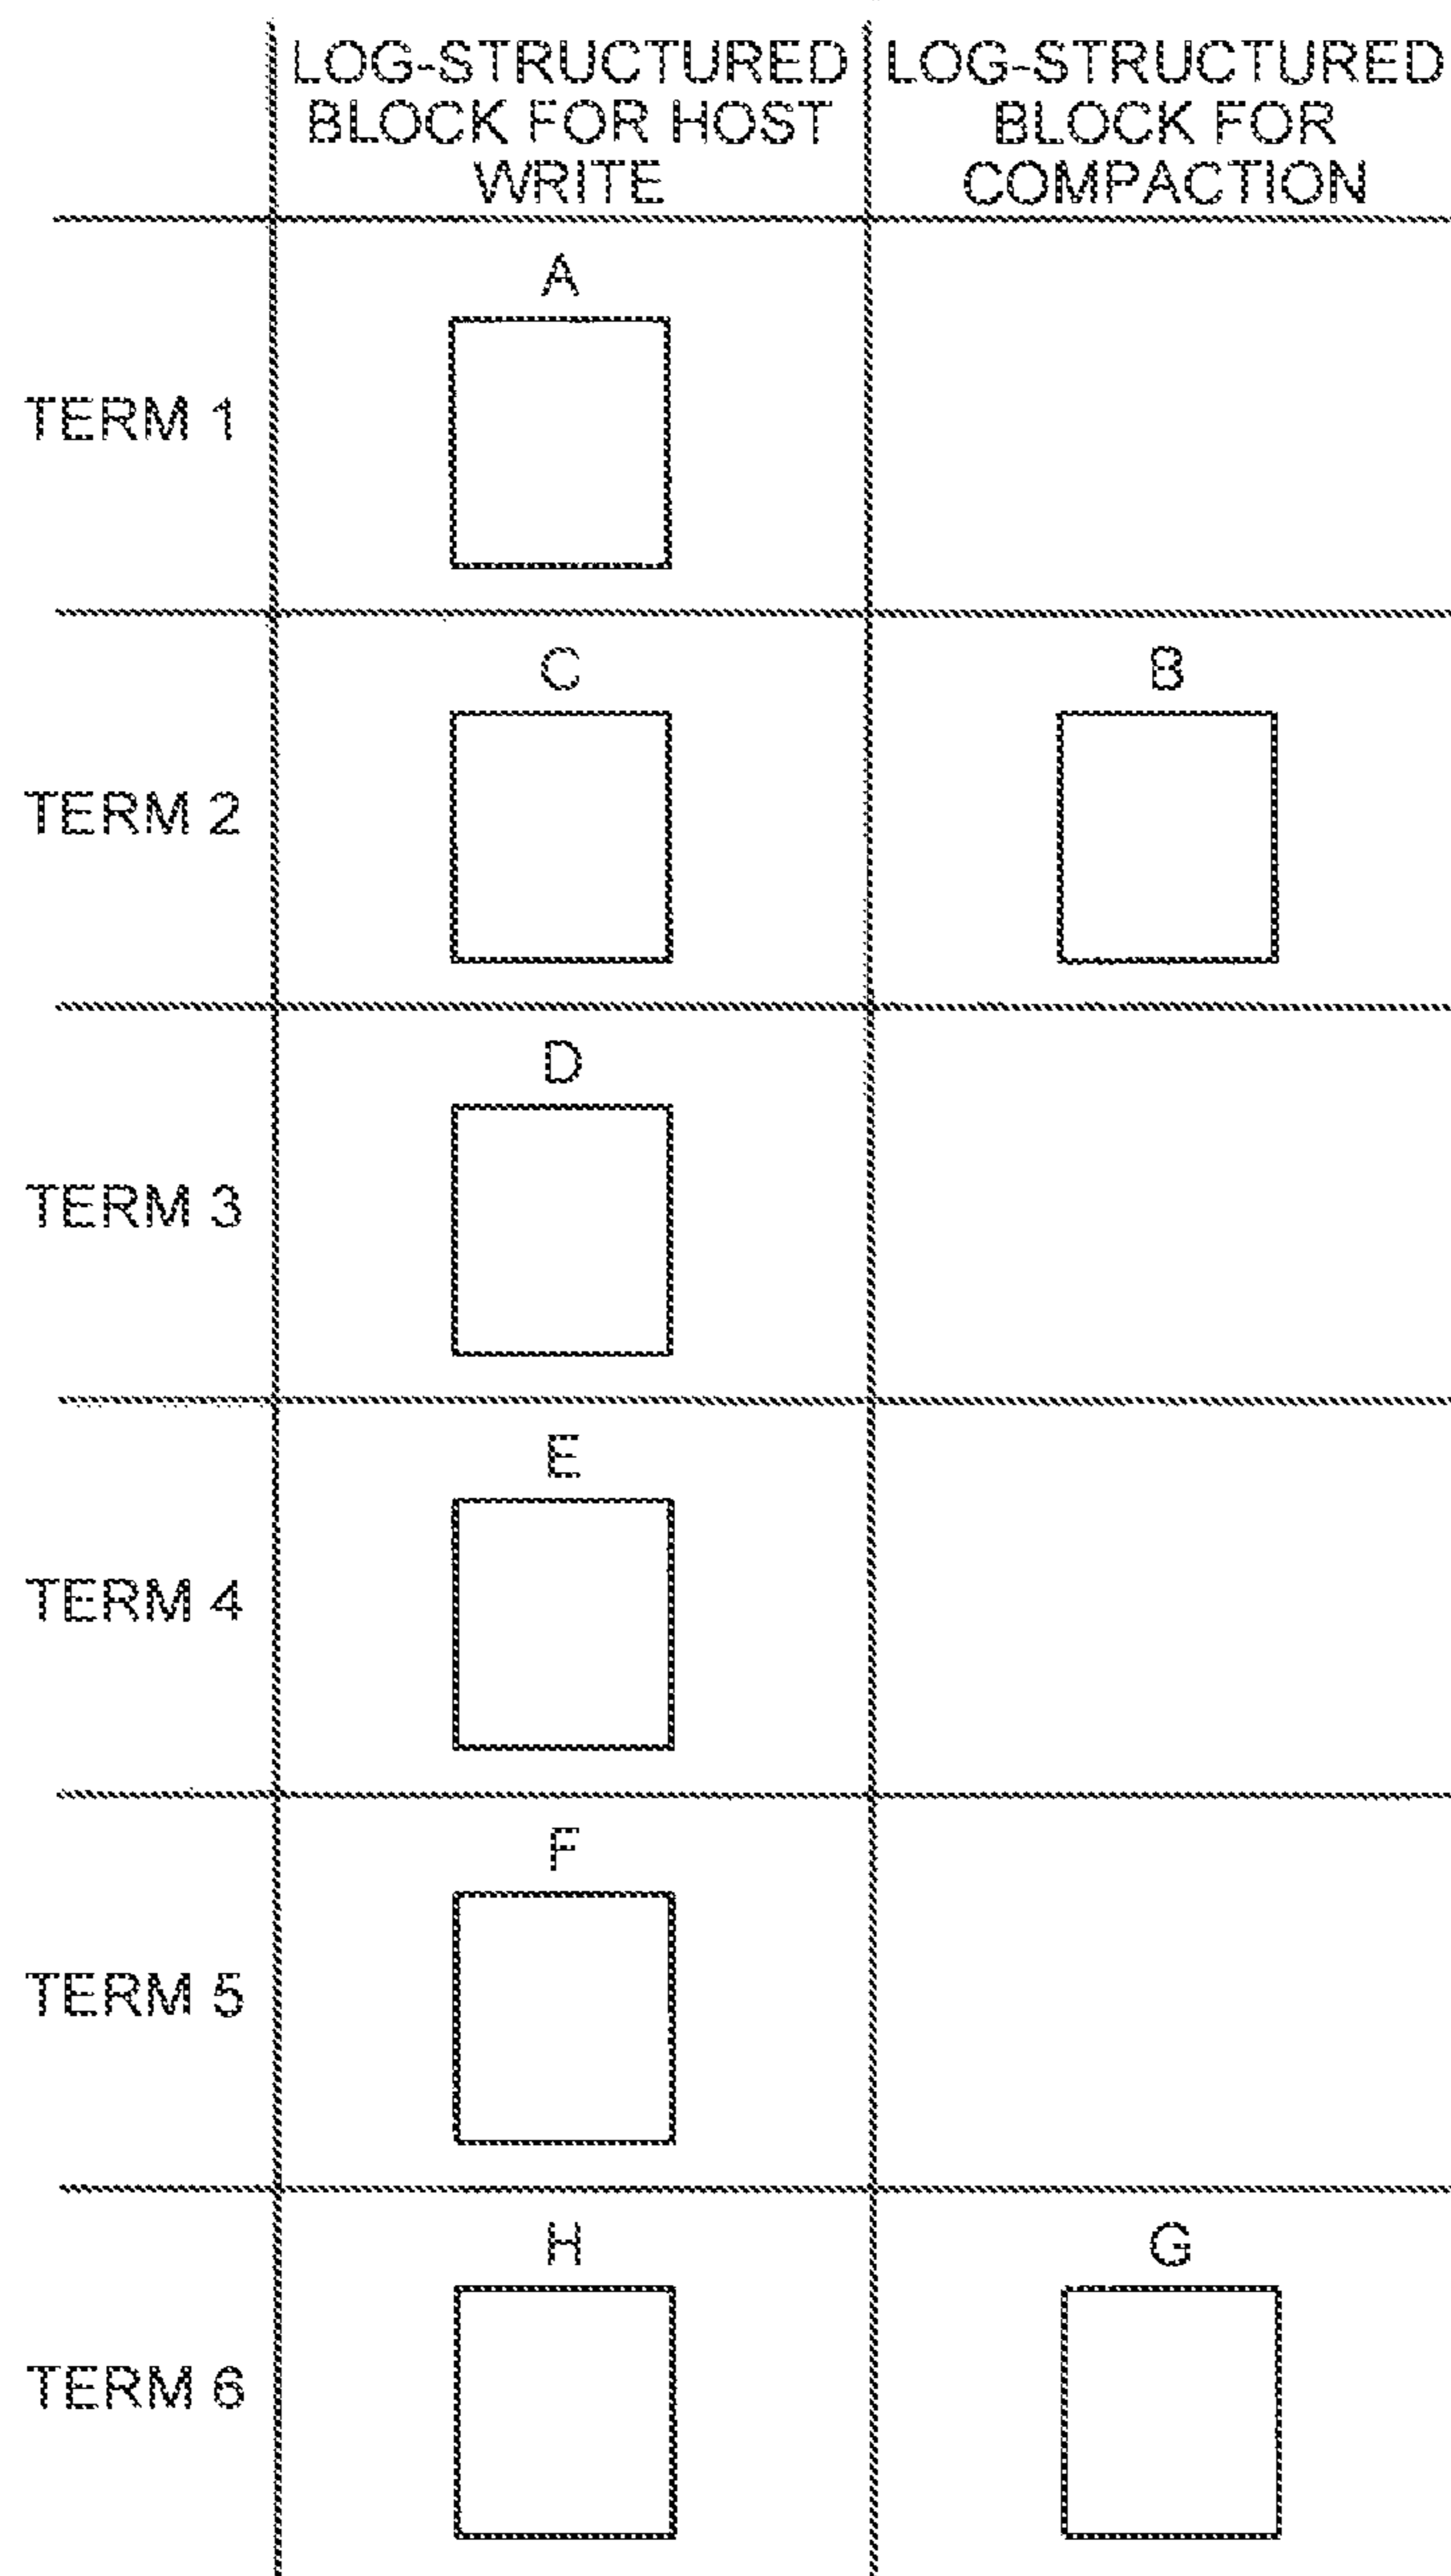 LOG-STRUCTURED
BLOCK FOR HOST
WRITE
LOG-STRUCTURED
BLOCK FOR
COMPACTION
TERM 1
A
TERM 2
C
B
TERM 3
D
TERM 4
E
TERM 5
F
TERM 6
H
G